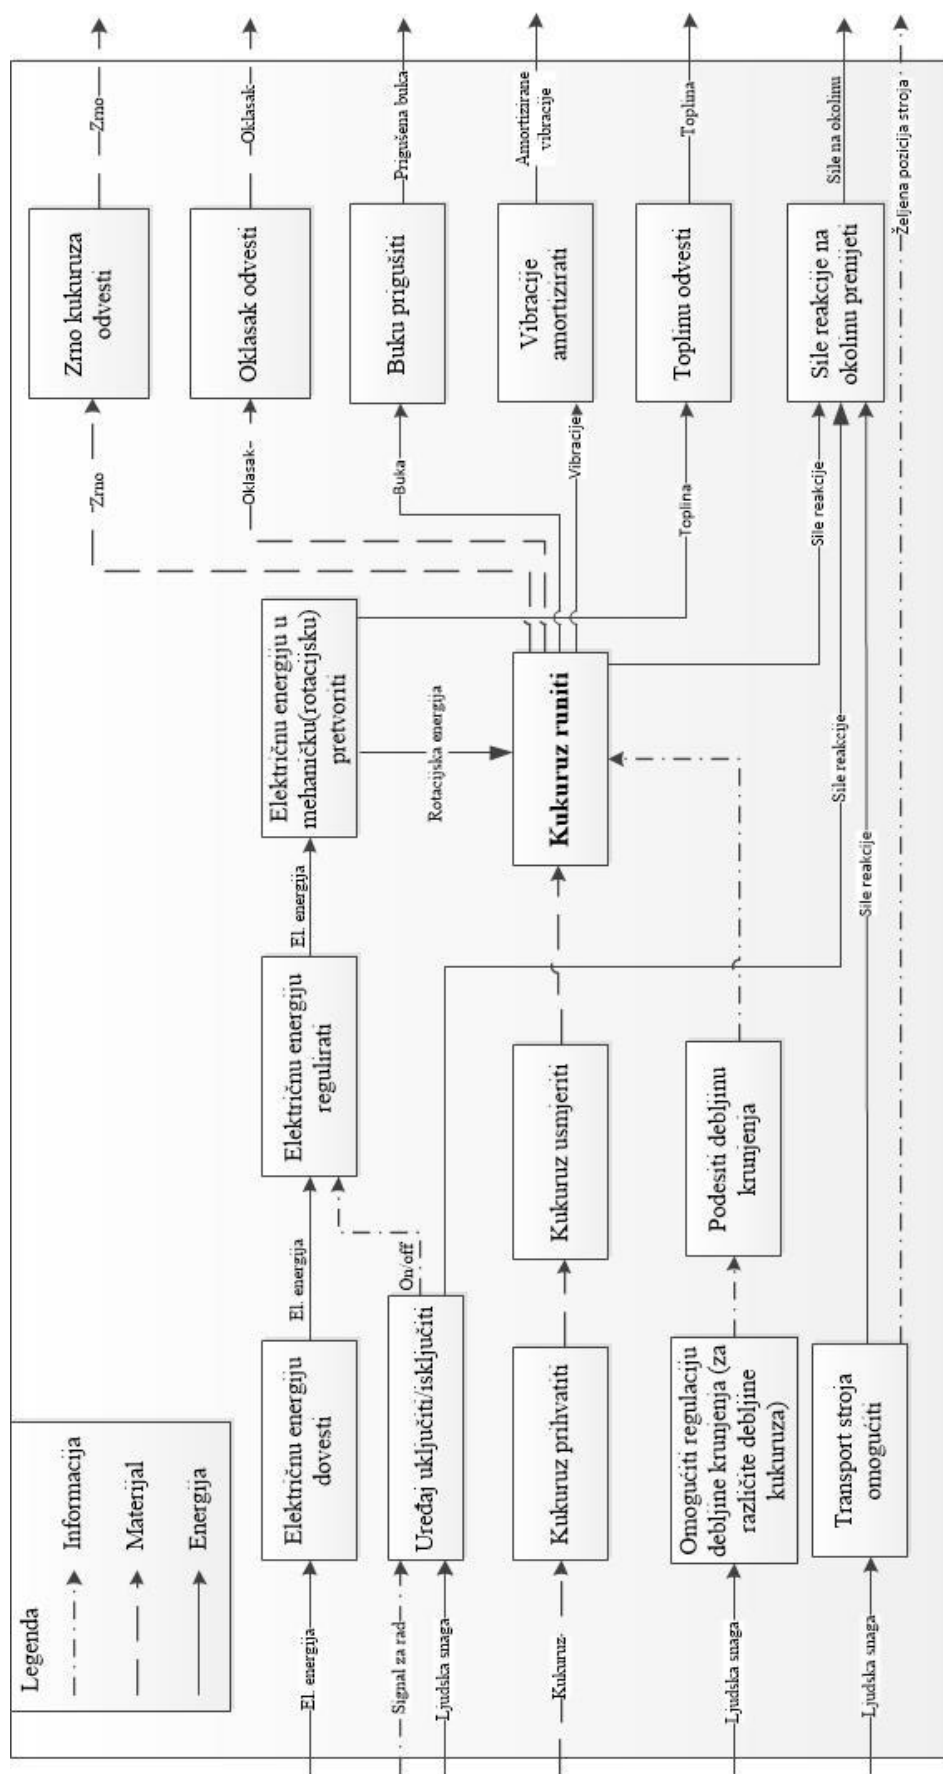 Legenda
Informacija
Materijal
Energija
El. energija
Električnu energiju
dovesti
El. energija
Električnu energiju
regulirati
El. energija
Električnu energiju u
mehaničku(rotacijsku)
pretvoriti
Rotacijska energija
Signal za rad
Ljudska snaga
Uređaj uključiti/isključiti
On/off
Kukuruz
Kukuruz prihvatiti
Kukuruz usmjeriti
Kukuruz runiti
Ljudska snaga
Omogućiti regulaciju
debljine krunjenja (za
različite debljine
kukuruza)
Podesiti debljinu
krunjenja
Ljudska snaga
Transport stroja
omogućiti
Zrno
Zrno kukuruza
odvesti
Zrno
Oklasak
Oklasak odvesti
Oklasak
Buka
Buku prigušiti
Prigušena buka
Vibracije
Vibracije
amortizirati
Amortizirane
vibracije
Toplina
Toplinu odvesti
Toplina
Sile reakcije
Sile reakcije
Sile reakcije
Sile reakcije na
okolinu prenijeti
Sile na okolinu
Željena pozicija stroja